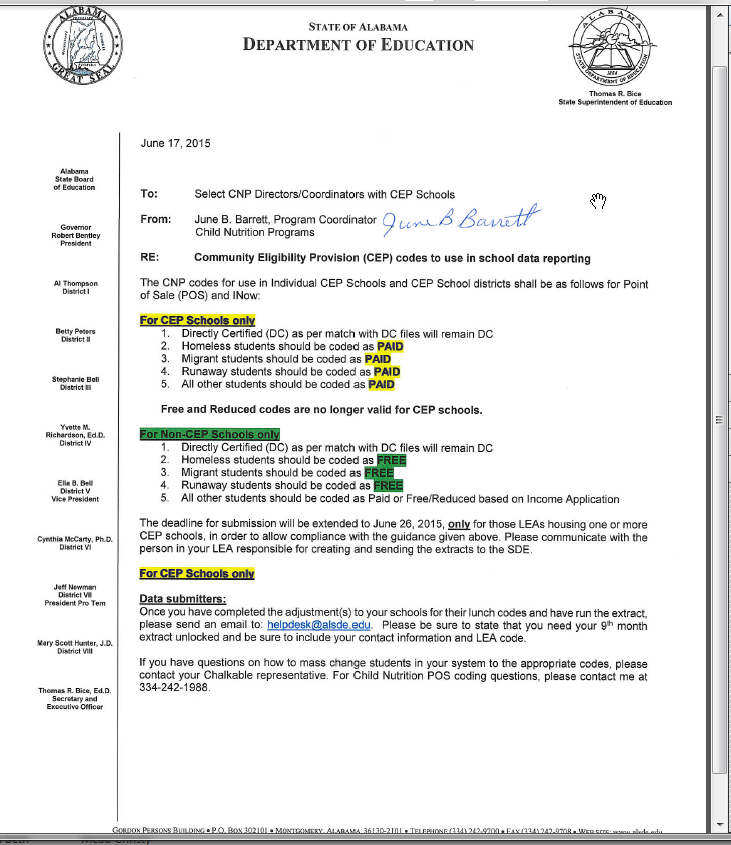 ALABAMA
GREAT SEAL
STATE OF ALABAMA
DEPARTMENT OF EDUCATION
ALABAMA
STATE DEPARTMENT OF EDUCATION
Thomas R. Bice
State Superintendent of Education
June 17, 2015
Alabama
State Board
of Education
Governor
Robert Bentley
President
Al Thompson
District I
Betty Peters
District II
Stephanie Bell
District III
Yvette M.
Richardson, Ed.D.
District IV
Ella B. Bell
District V
Vice President
Cynthia McCarty, Ph.D.
District VI
Jeff Newman
District VII
President Pro Tem
Mary Scott Hunter, J.D.
District VIII
Thomas R. Bice, Ed.D.
Secretary and
Executive Officer
To: Select CNP Directors/Coordinators with CEP Schools
From: June B. Barrett, Program Coordinator June B Barrett
Child Nutrition Programs
RE: Community Eligibility Provision (CEP) codes to use in school data reporting
The CNP codes for use in Individual CEP Schools and CEP School districts shall be as follows for Point
of Sale (POS) and INow:
For CEP Schools only
1. Directly Certified (DC) as per match with DC files will remain DC
2. Homeless students should be coded as PAID
3. Migrant students should be coded as PAID
4. Runaway students should be coded as PAID
5. All other students should be coded as PAID
Free and Reduced codes are no longer valid for CEP schools.
For Non-CEP Schools only
1. Directly Certified (DC) as per match with DC files will remain DC
2. Homeless students should be coded as FREE
3. Migrant students should be coded as FREE
4. Runaway students should be coded as FREE
5. All other students should be coded as Paid or Free/Reduced based on Income Application
The deadline for submission will be extended to June 26, 2015, only for those LEAs housing one or more
CEP schools, in order to allow compliance with the guidance given above. Please communicate with the
person in your LEA responsible for creating and sending the extracts to the SDE.
For CEP Schools only
Data submitters:
Once you have completed the adjustment(s) to your schools for their lunch codes and have run the extract,
please send an email to: helpdesk@alsde.edu. Please be sure to state that you need your 9th month
extract unlocked and be sure to include your contact information and LEA code.
If you have questions on how to mass change students in your system to the appropriate codes, please
contact your Chalkable representative. For Child Nutrition POS coding questions, please contact me at
334-242-1988.
GORDON PERSONS BUILDING • P.O. BOX 302101 • MONTGOMERY, ALABAMA 36130-2101 • TELEPHONE (334) 242-9700 • FAX (334) 242-9708 • WEB SITE: www.alsde.edu